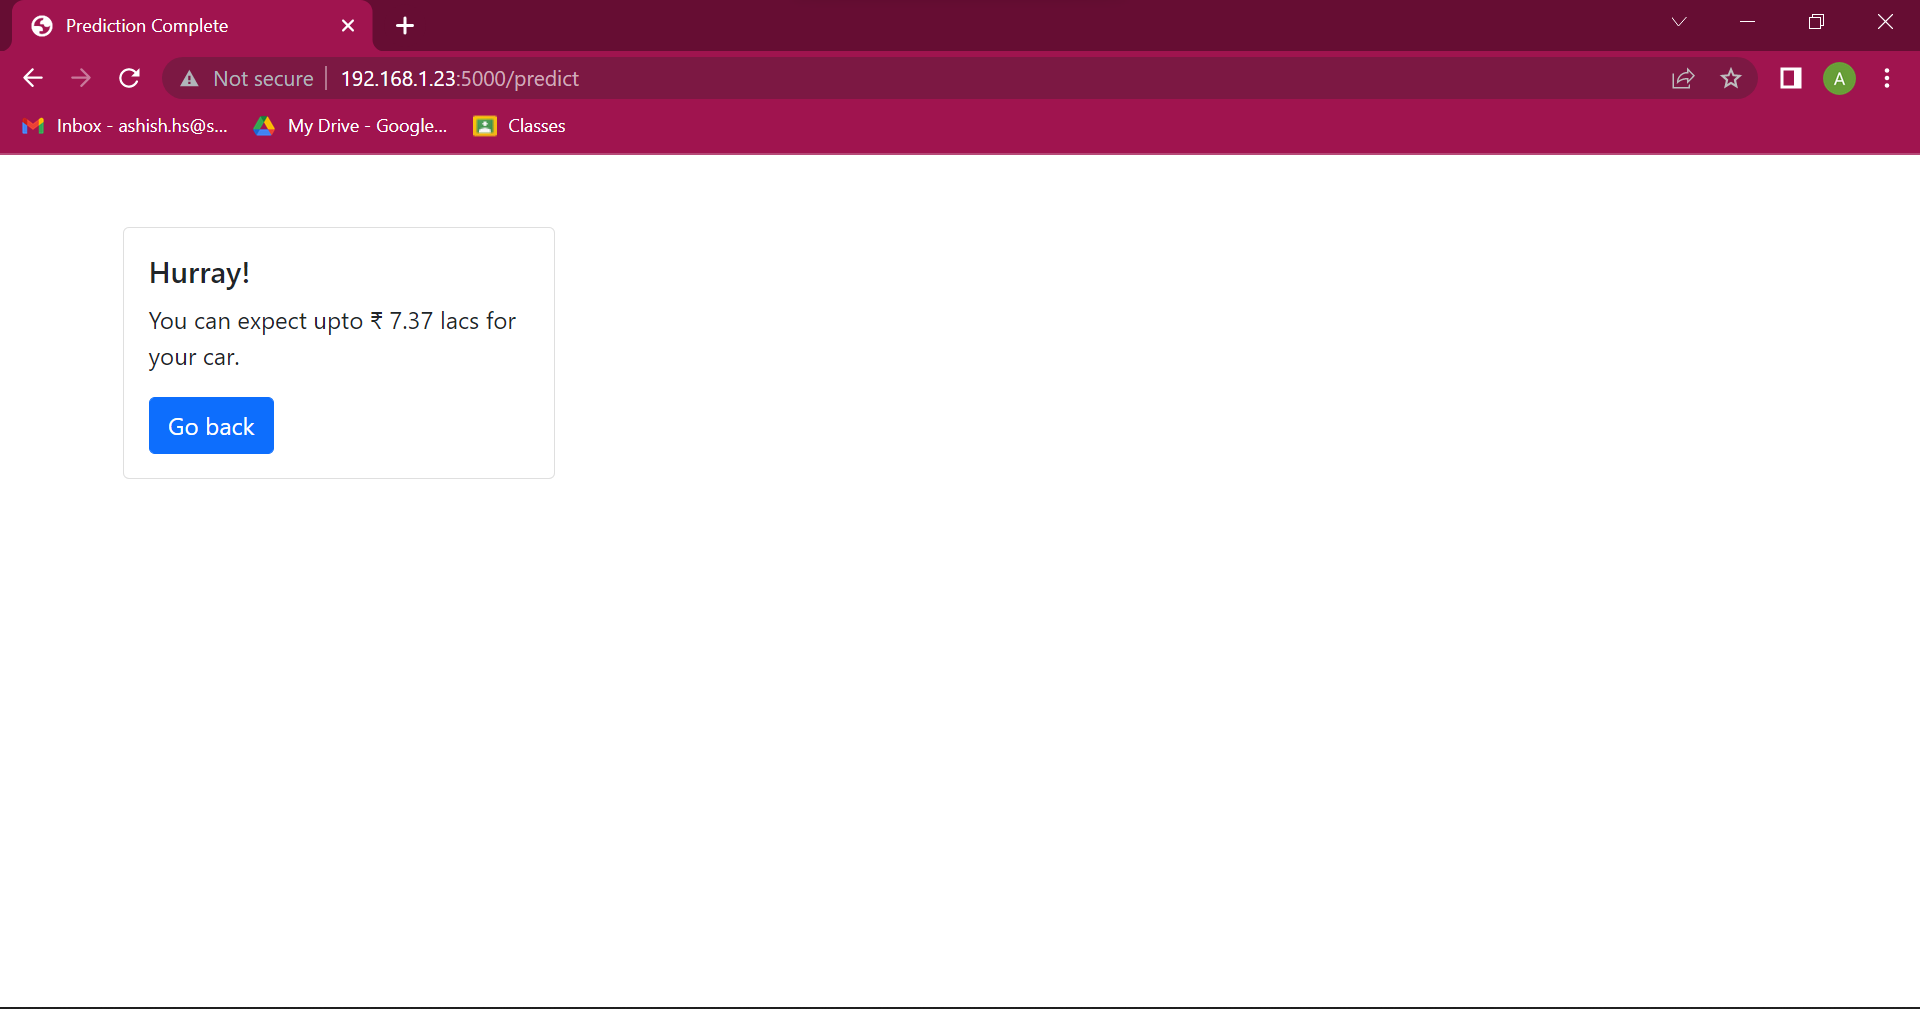 Prediction Complete
Not secure 192.168.1.23:5000/predict
A
Inbox - ashish.hs@s...
My Drive - Google...
Classes
Hurray!
You can expect upto ₹ 7.37 lacs for
your car.
Go back